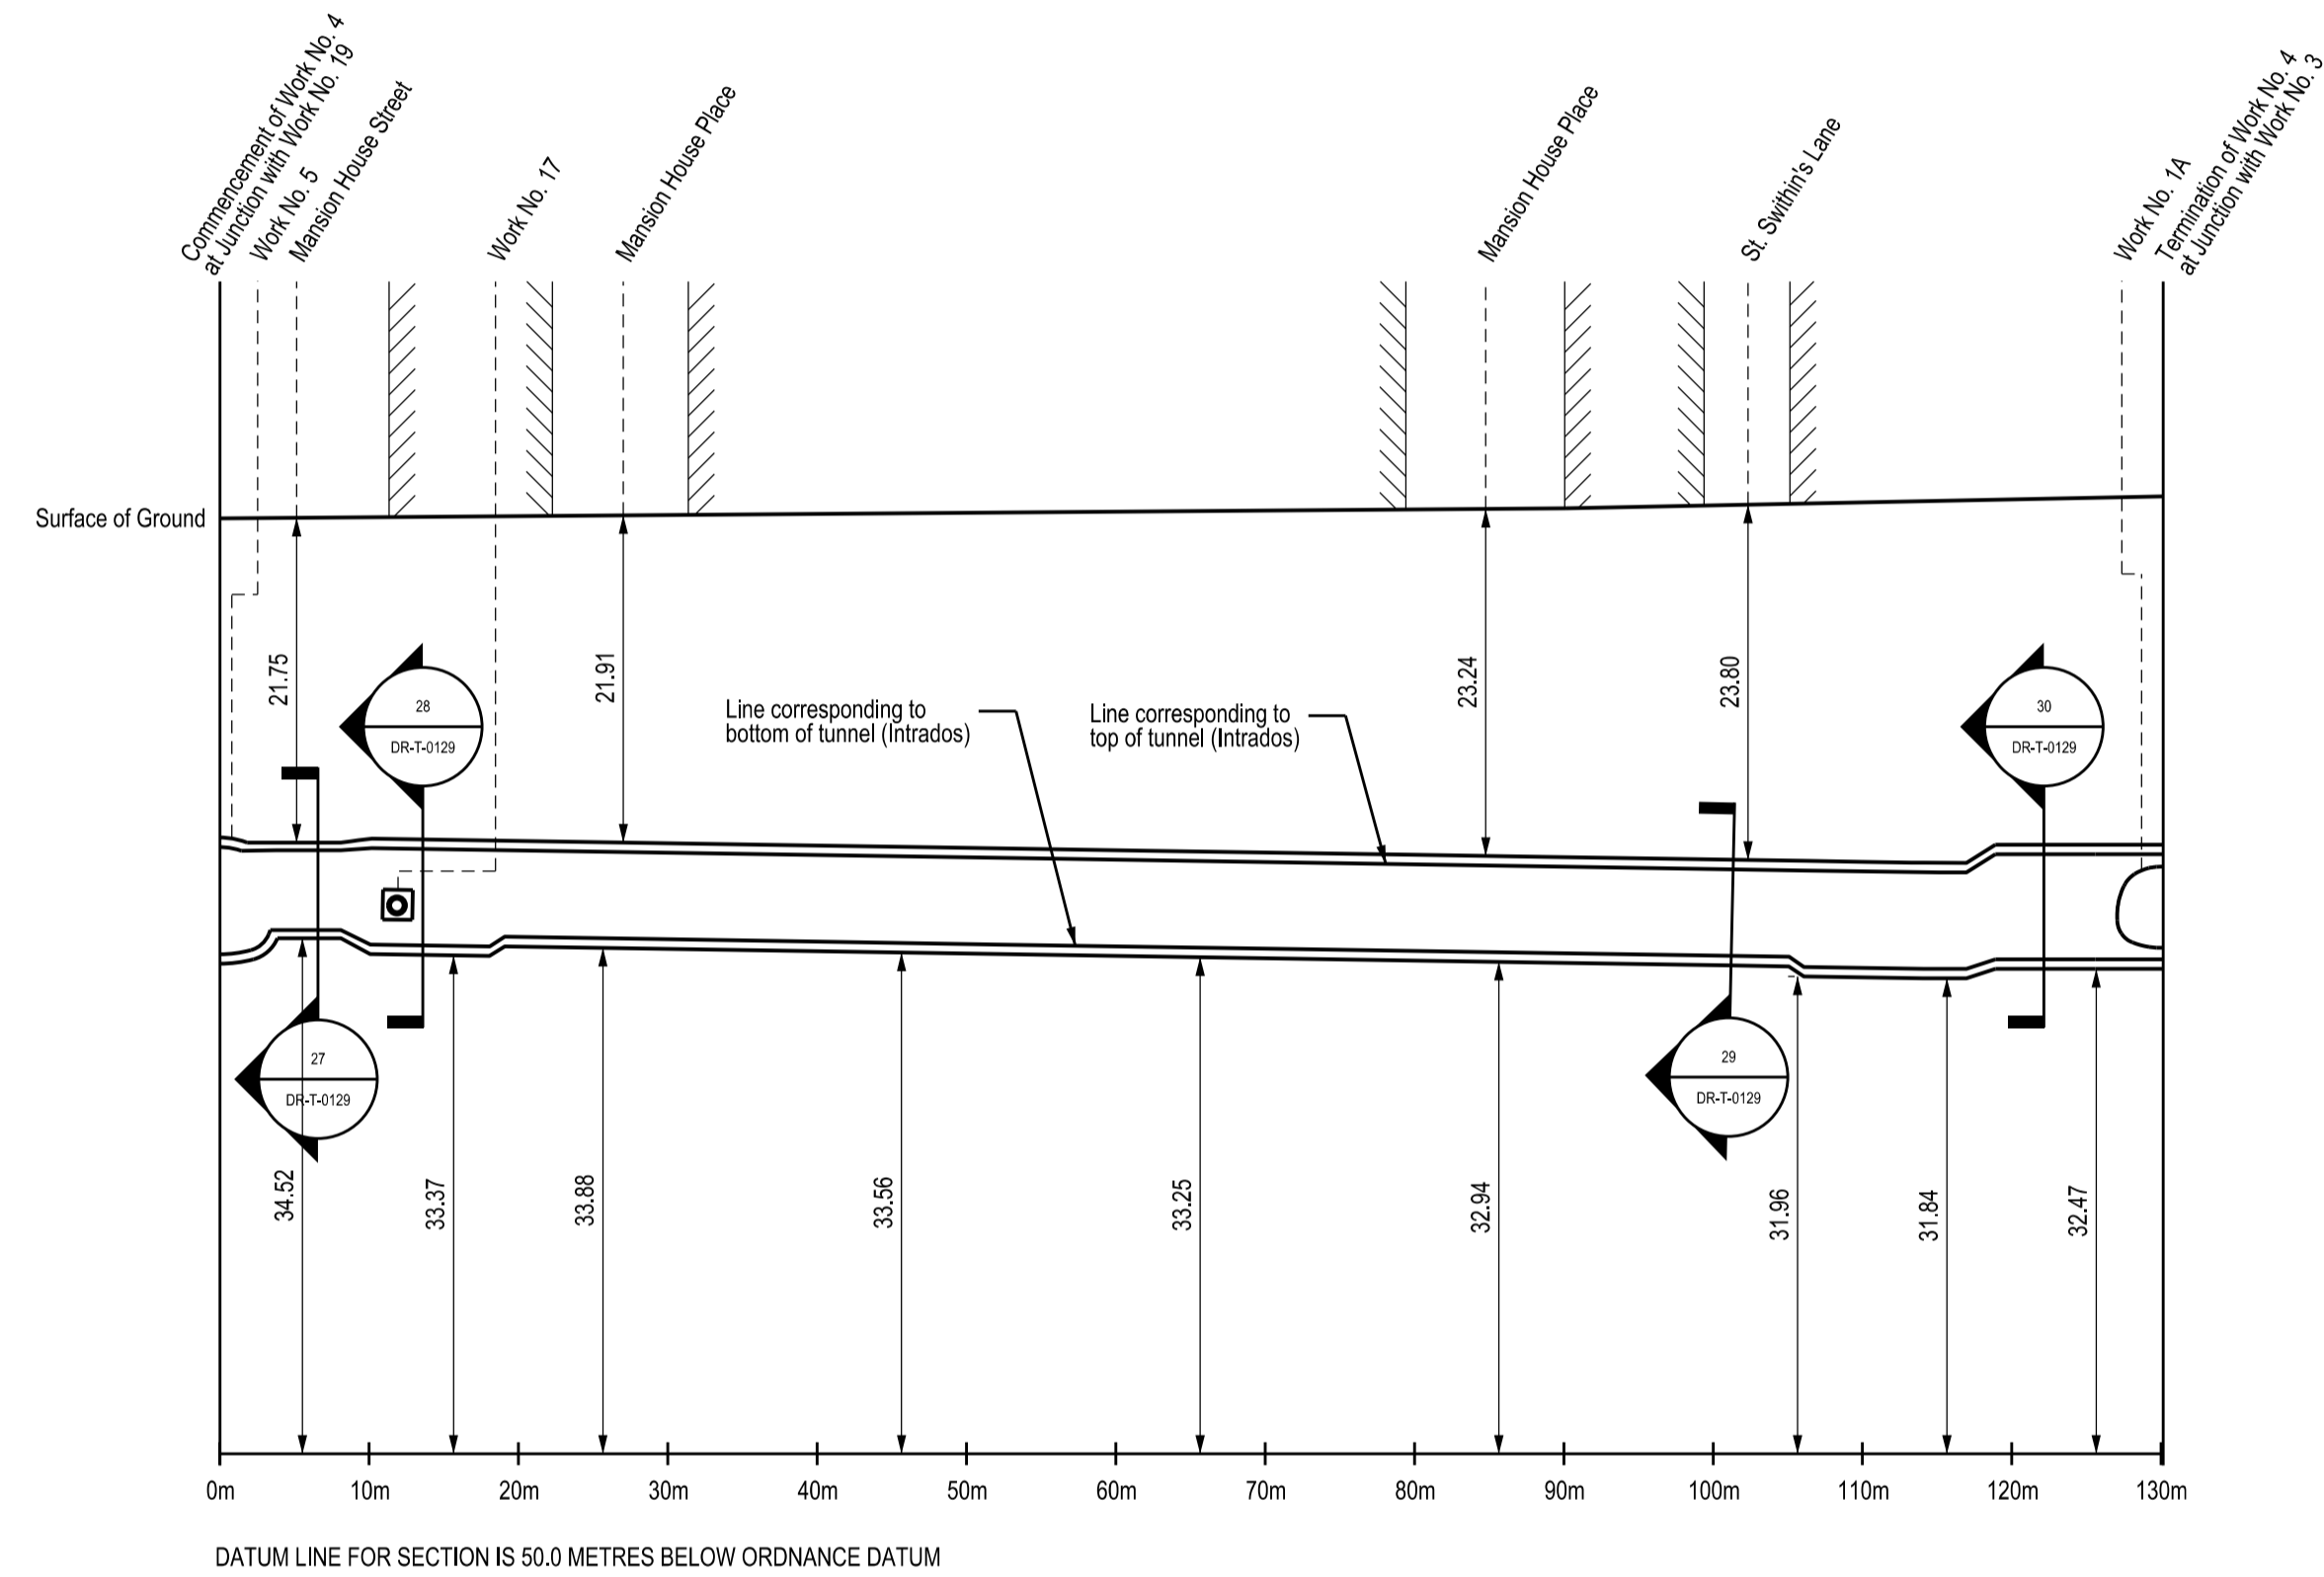 Commencement of Work No. 4
at Junction with Work No. 19
Work No. 5
Mansion House Street
Work No. 17
Mansion House Place
Mansion House Place
St. Swithin's Lane
Work No. 1A
Termination of Work No. 4
at Junction with Work No. 3
Surface of Ground
21.75
21.91
23.24
23.80
28
DR-T-0129
Line corresponding to
bottom of tunnel (Intrados)
Line corresponding to
top of tunnel (Intrados)
30
DR-T-0129
27
DR-T-0129
29
DR-T-0129
34.52
33.37
33.88
33.56
33.25
32.94
31.96
31.84
32.47
0m
10m
20m
30m
40m
50m
60m
70m
80m
90m
100m
110m
120m
130m
DATUM LINE FOR SECTION IS 50.0 METRES BELOW ORDNANCE DATUM